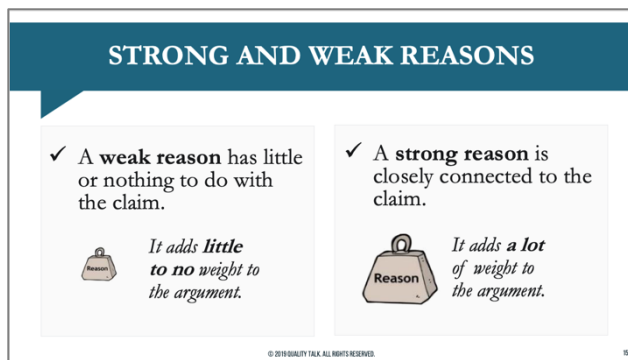 STRONG AND WEAK REASONS
✓ A weak reason has little
or nothing to do with
the claim.
Reason
It adds little
to no weight to
the argument.
✓ A strong reason is
closely connected to the
claim.
Reason
It adds a lot
of weight to
the argument.
© 2019 QUALITY TALK. ALL RIGHTS RESERVED.